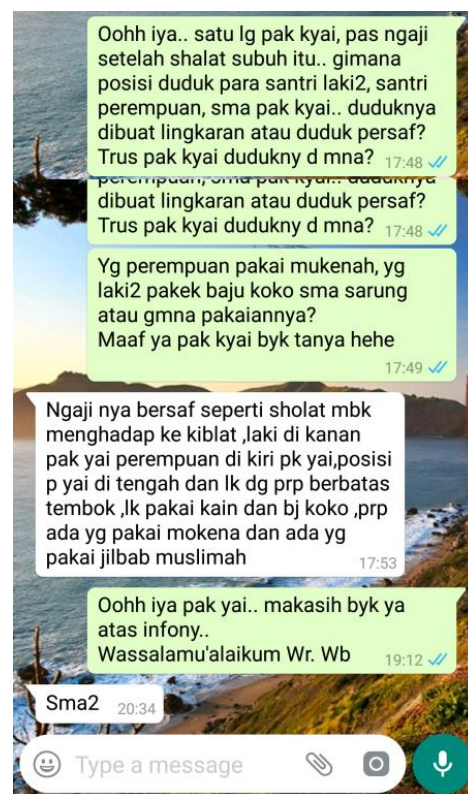 Oohh iya.. satu lg pak kyai, pas ngaji
setelah shalat subuh itu.. gimana
posisi duduk para santri laki2, santri
perempuan, sma pak kyai.. duduknya
dibuat lingkaran atau duduk persaf?
Trus pak kyai dudukny d mna? 17:48
perempuan, sma pak kyai.. duduknya
dibuat lingkaran atau duduk persaf?
Trus pak kyai dudukny d mna? 17:48
Yg perempuan pakai mukenah, yg
laki2 pakek baju koko sma sarung
atau gmna pakaiannya?
Maaf ya pak kyai byk tanya hehe
17:49
Ngaji nya bersaf seperti sholat mbk
menghadap ke kiblat ,laki di kanan
pak yai perempuan di kiri pk yai,posisi
p yai di tengah dan lk dg prp berbatas
tembok ,lk pakai kain dan bj koko ,prp
ada yg pakai mokena dan ada yg
pakai jilbab muslimah 17:53
Oohh iya pak yai.. makasih byk ya
atas infony..
Wassalamu'alaikum Wr. Wb 19:12
Sma2 20:34
Type a message